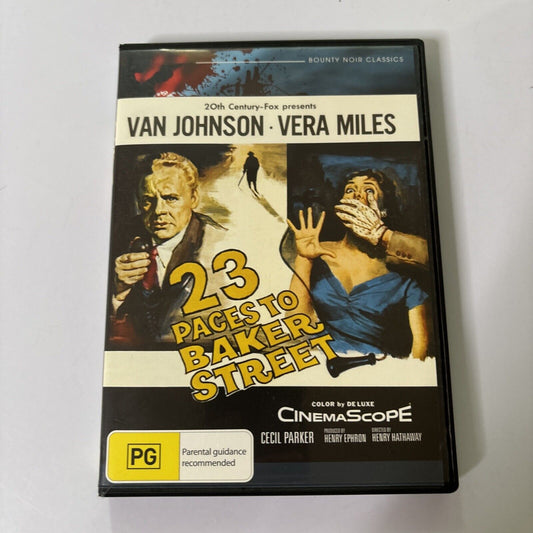 BOUNTY NOIR CLASSICS
20th Century-Fox presents
VAN JOHNSON · VERA MILES
23
PACES TO
BAKER
STREET
COLOR by DE LUXE
CINEMASCOPE
CECIL PARKER
PRODUCED BY
HENRY EPHRON
DIRECTED BY
HENRY HATHAWAY
PG
Parental guidance
recommended